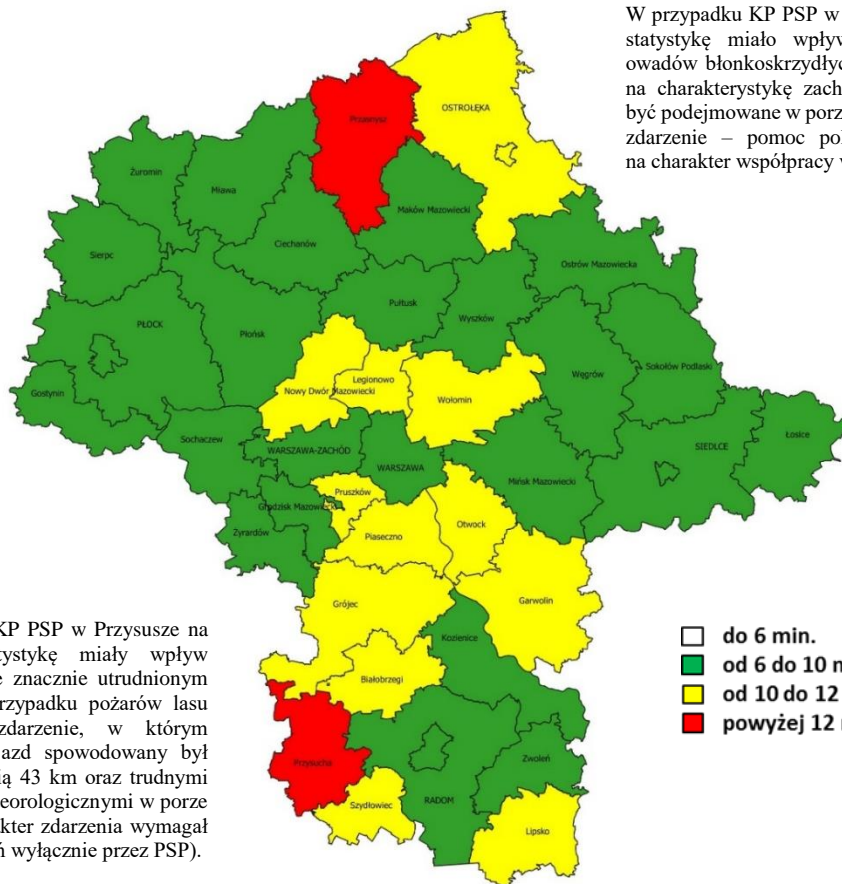 W przypadku KP PSP w
statystykę miało wpływ
owadów błonkoskrzydłyc
na charakterystykę zach
być podejmowane w porz
zdarzenie – pomoc pol
na charakter współpracy w
OSTROŁĘKA
Przasnysz
Żuromin
Mława
Maków Mazowiecki
Ciechanów
Sierpc
Ostrów Mazowiecka
Pułtusk
PŁOCK
Płońsk
Wyszków
Sokołów Podlaski
Węgrów
Legionowo
Nowy Dwór Mazowiecki
Gostynin
Wołomin
Łosice
Sochaczew
SIEDLCE
WARSZAWA-ZACHÓD
WARSZAWA
Mińsk Mazowiecki
Pruszków
Grodzisk Mazowiecki
Otwock
Żyrardów
Piaseczno
Garwolin
Grójec
KP PSP w Przysusze na
tystykę miały wpływ
e znacznie utrudnionym
rzypadku pożarów lasu
zdarzenie, w którym
azd spowodowany był
ią 43 km oraz trudnymi
eorologicznymi w porze
kter zdarzenia wymagał
ń wyłącznie przez PSP).
Kozienice
Białobrzegi
do 6 min.
od 6 do 10 m
od 10 do 12
powyżej 12 m
Przysucha
Zwoleń
Szydłowiec
RADOM
Lipsko